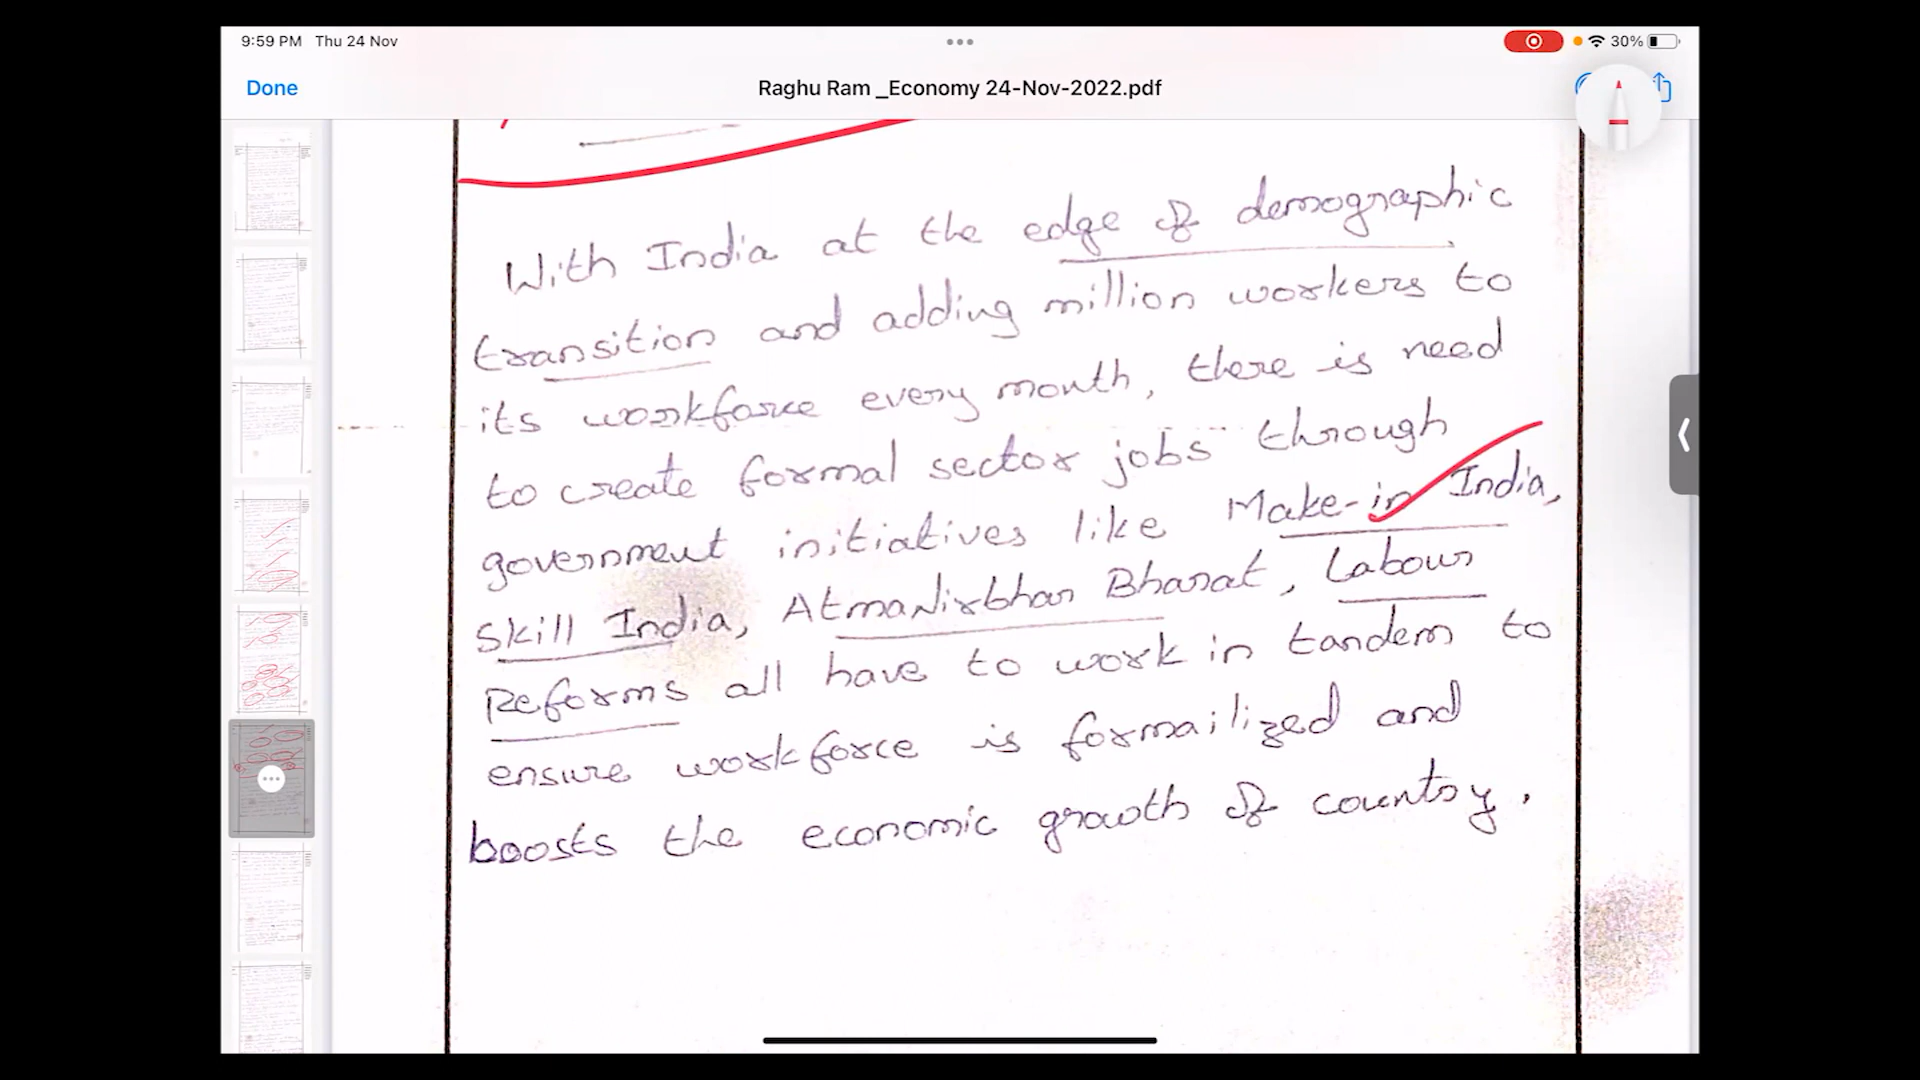 9:59 PM Thu 24 Nov
30%
Done
Raghu Ram _Economy 24-Nov-2022.pdf
With India at the edge of demographic
transition and adding million workers to
its workforce every month, there is need
to create formal sector jobs through
government initiatives like Make-in India,
Skill India, AtmaNirbhar Bharat, Labour
Reforms all have to work in tandem to
ensure workforce is formailized and
boosts the economic growth of country.